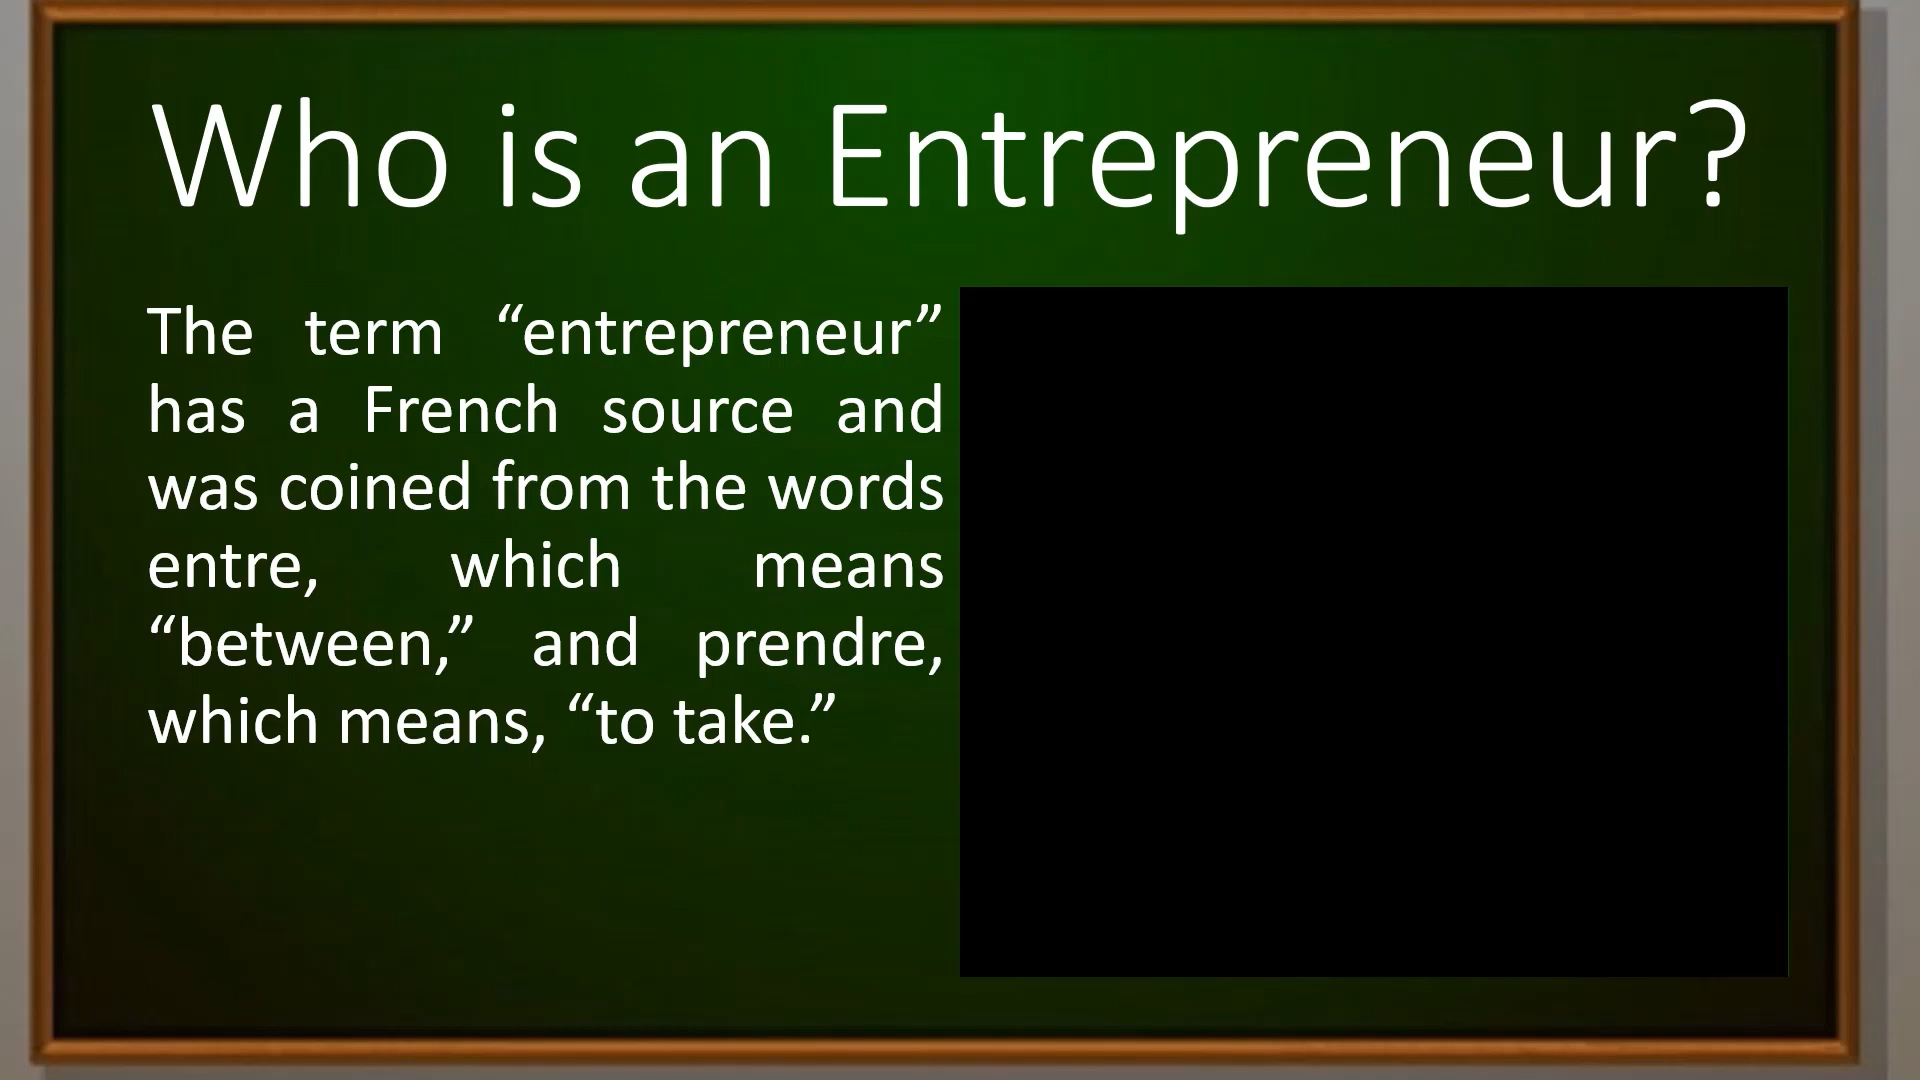 Who is an Entrepreneur?
The term “entrepreneur”
has a French source and
was coined from the words
entre, which means
“between,” and prendre,
which means, “to take.”